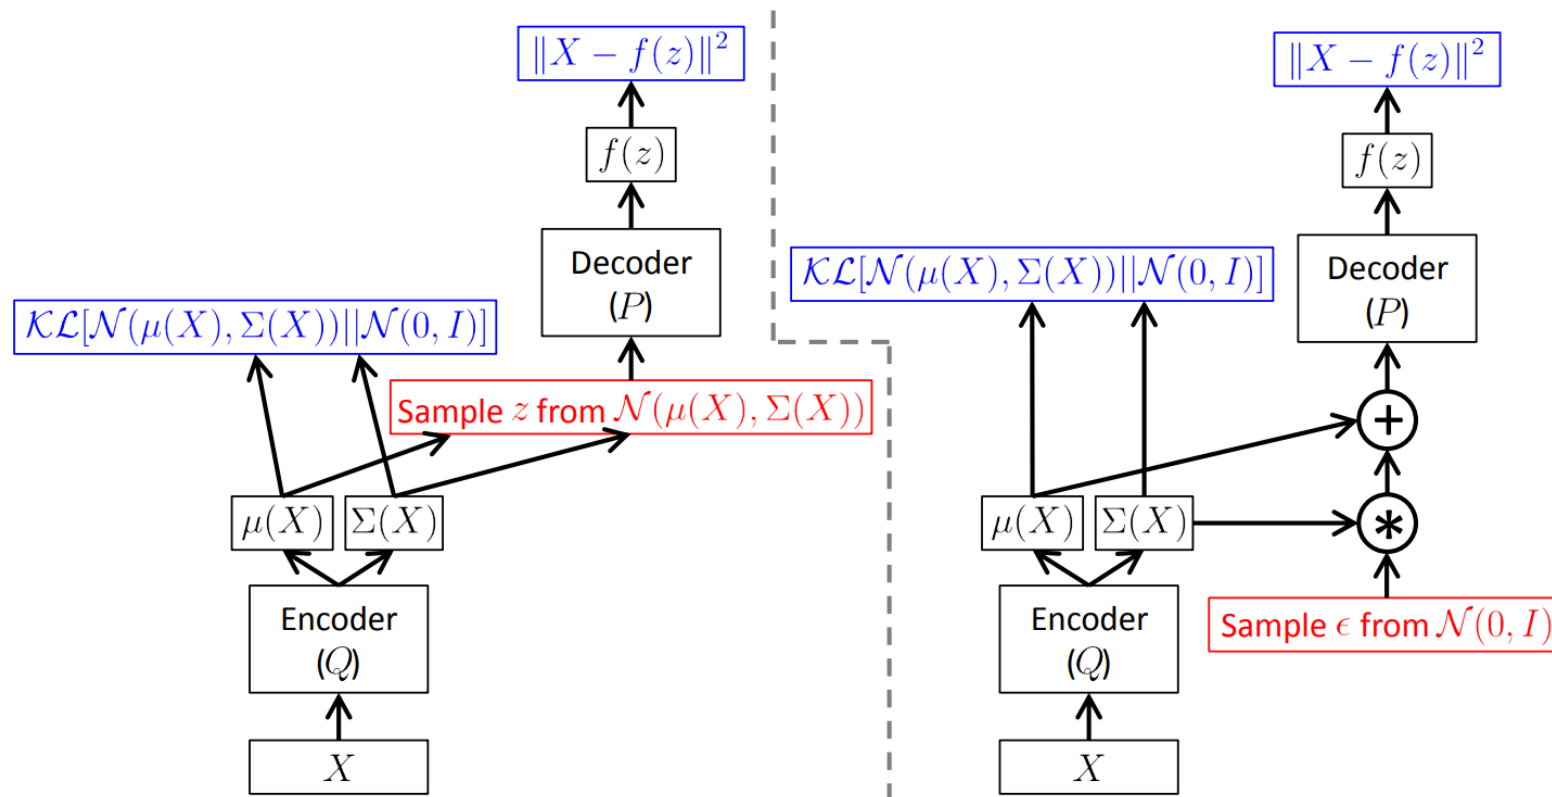 ‖X − f(z)‖²
f(z)
Decoder
(P)
𝒦ℒ[𝒩(μ(X), Σ(X))||𝒩(0, I)]
Sample z from 𝒩(μ(X), Σ(X))
μ(X)
Σ(X)
Encoder
(Q)
X
‖X − f(z)‖²
f(z)
Decoder
(P)
𝒦ℒ[𝒩(μ(X), Σ(X))||𝒩(0, I)]
+
μ(X)
Σ(X)
*
Encoder
(Q)
Sample ϵ from 𝒩(0, I)
X